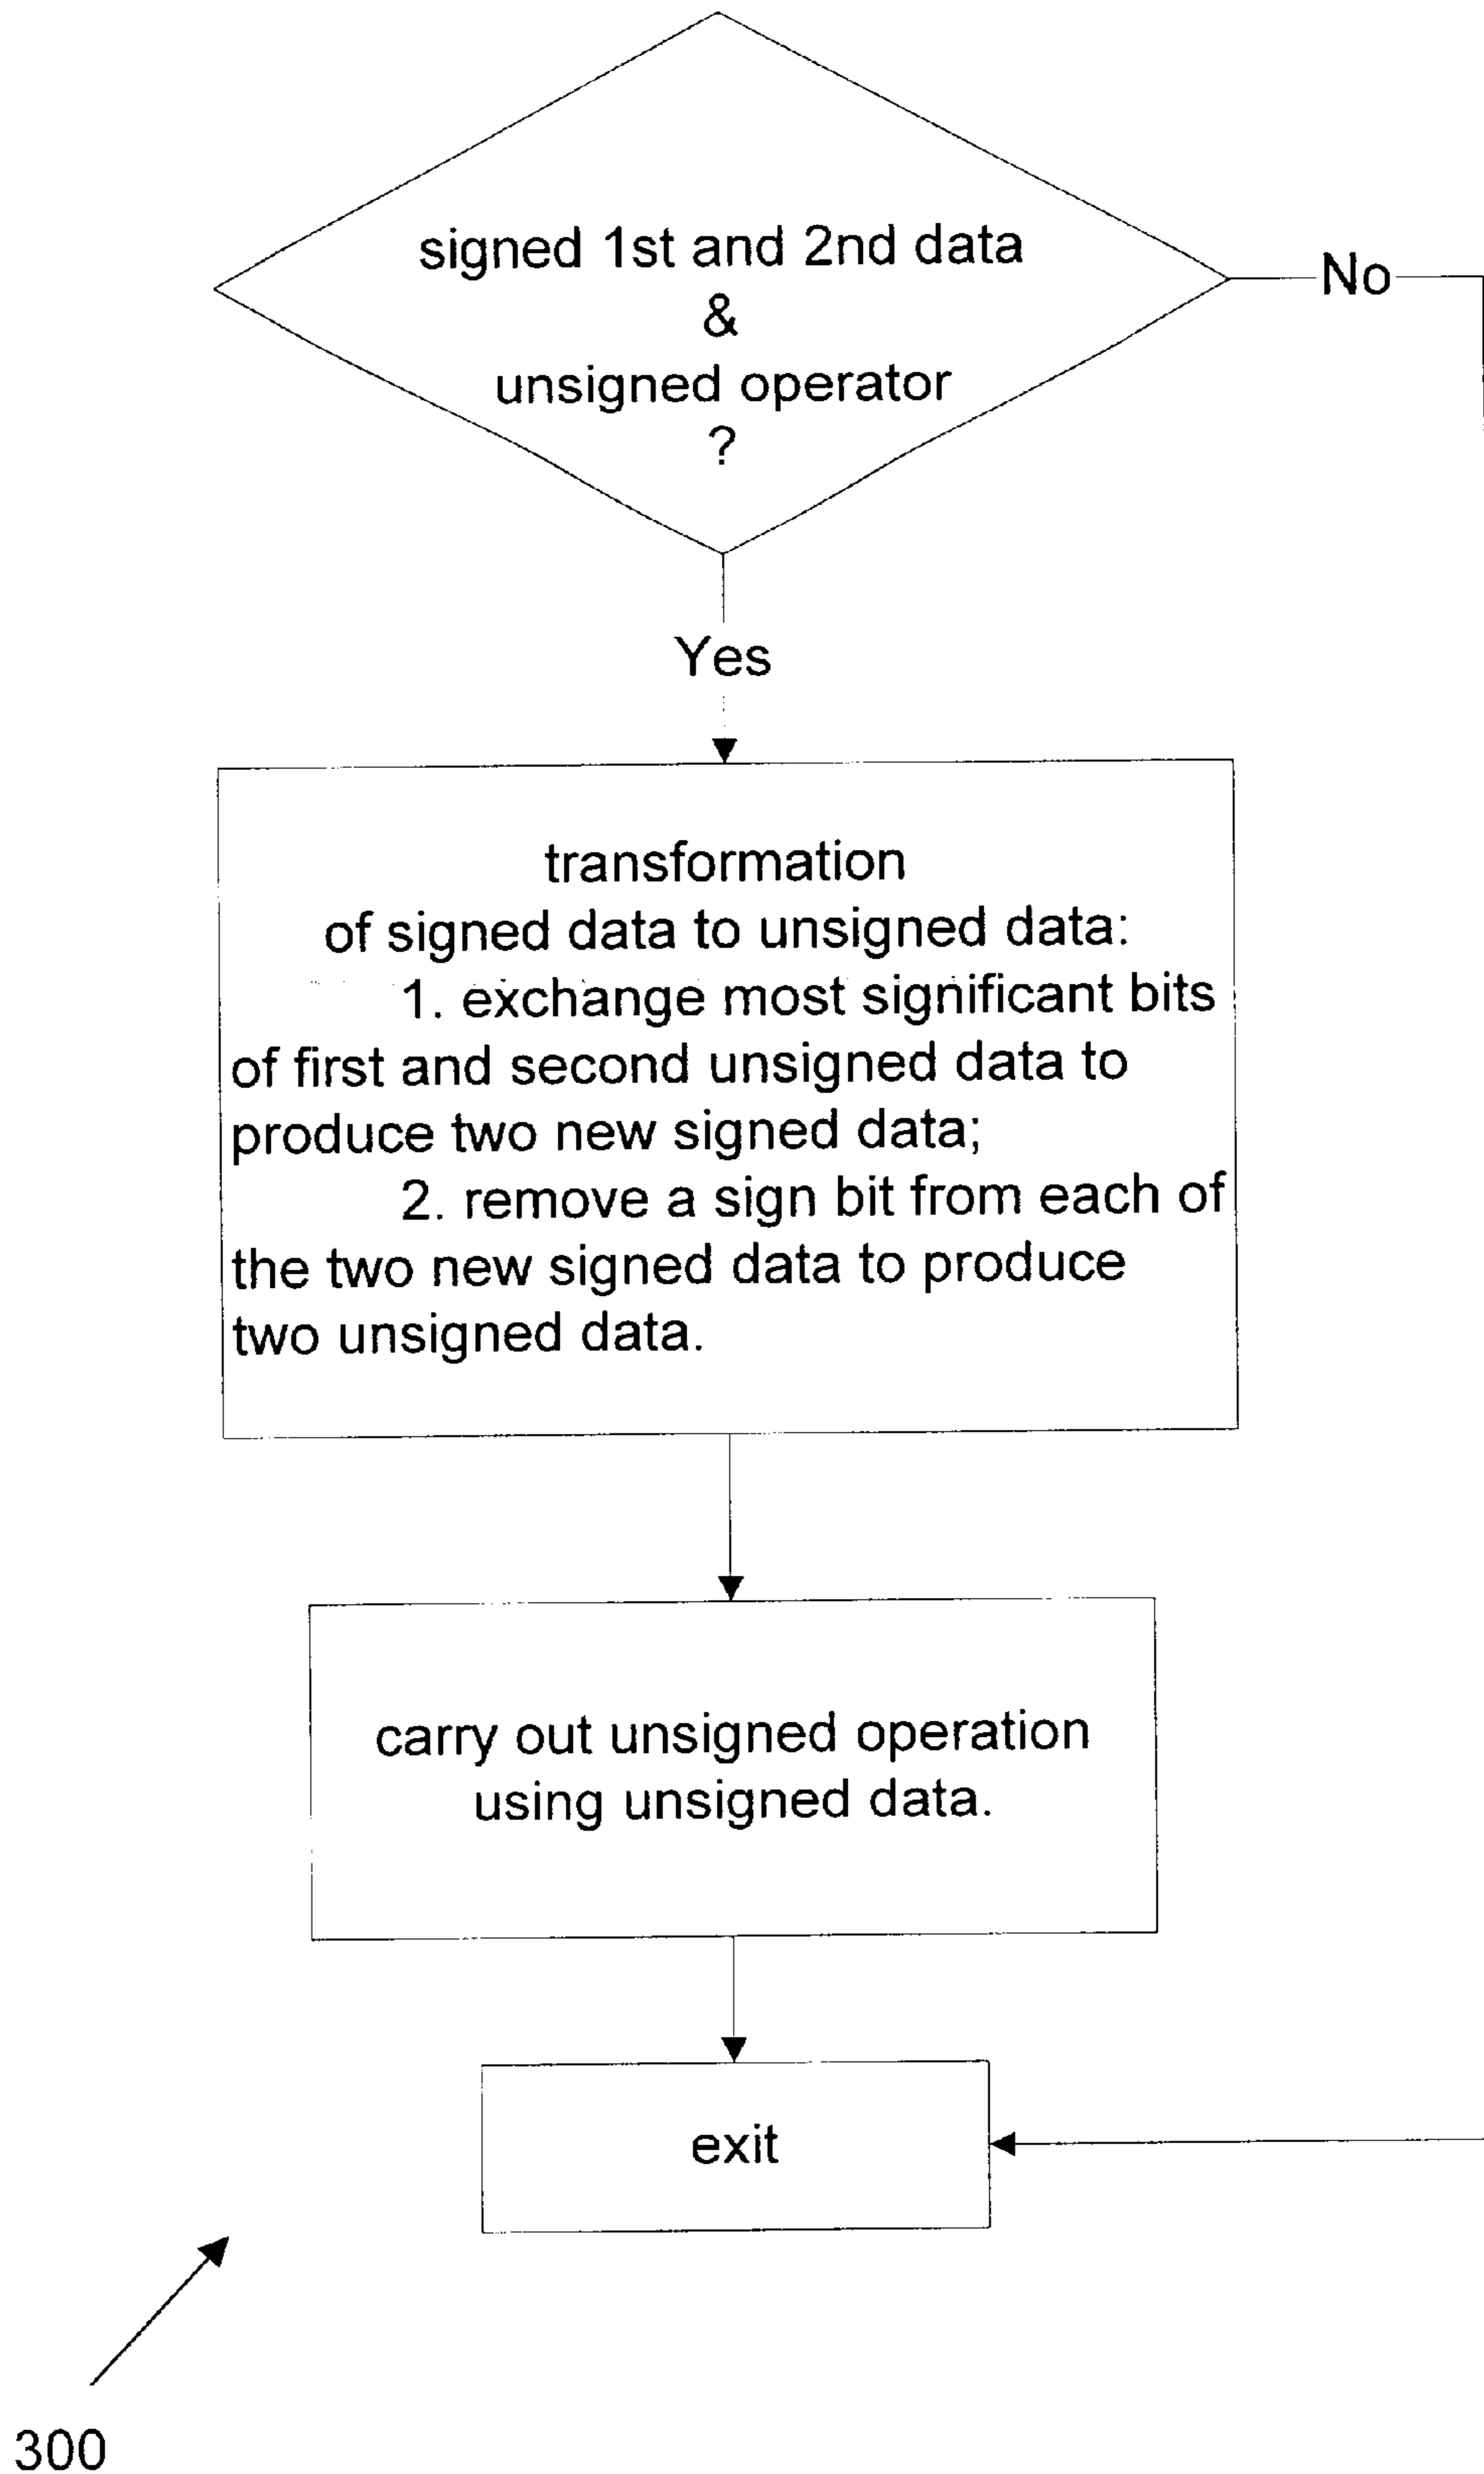 signed 1st and 2nd data
&
unsigned operator
?
No
Yes
transformation
of signed data to unsigned data:
1. exchange most significant bits
of first and second unsigned data to
produce two new signed data;
2. remove a sign bit from each of
the two new signed data to produce
two unsigned data.
carry out unsigned operation
using unsigned data.
exit
300